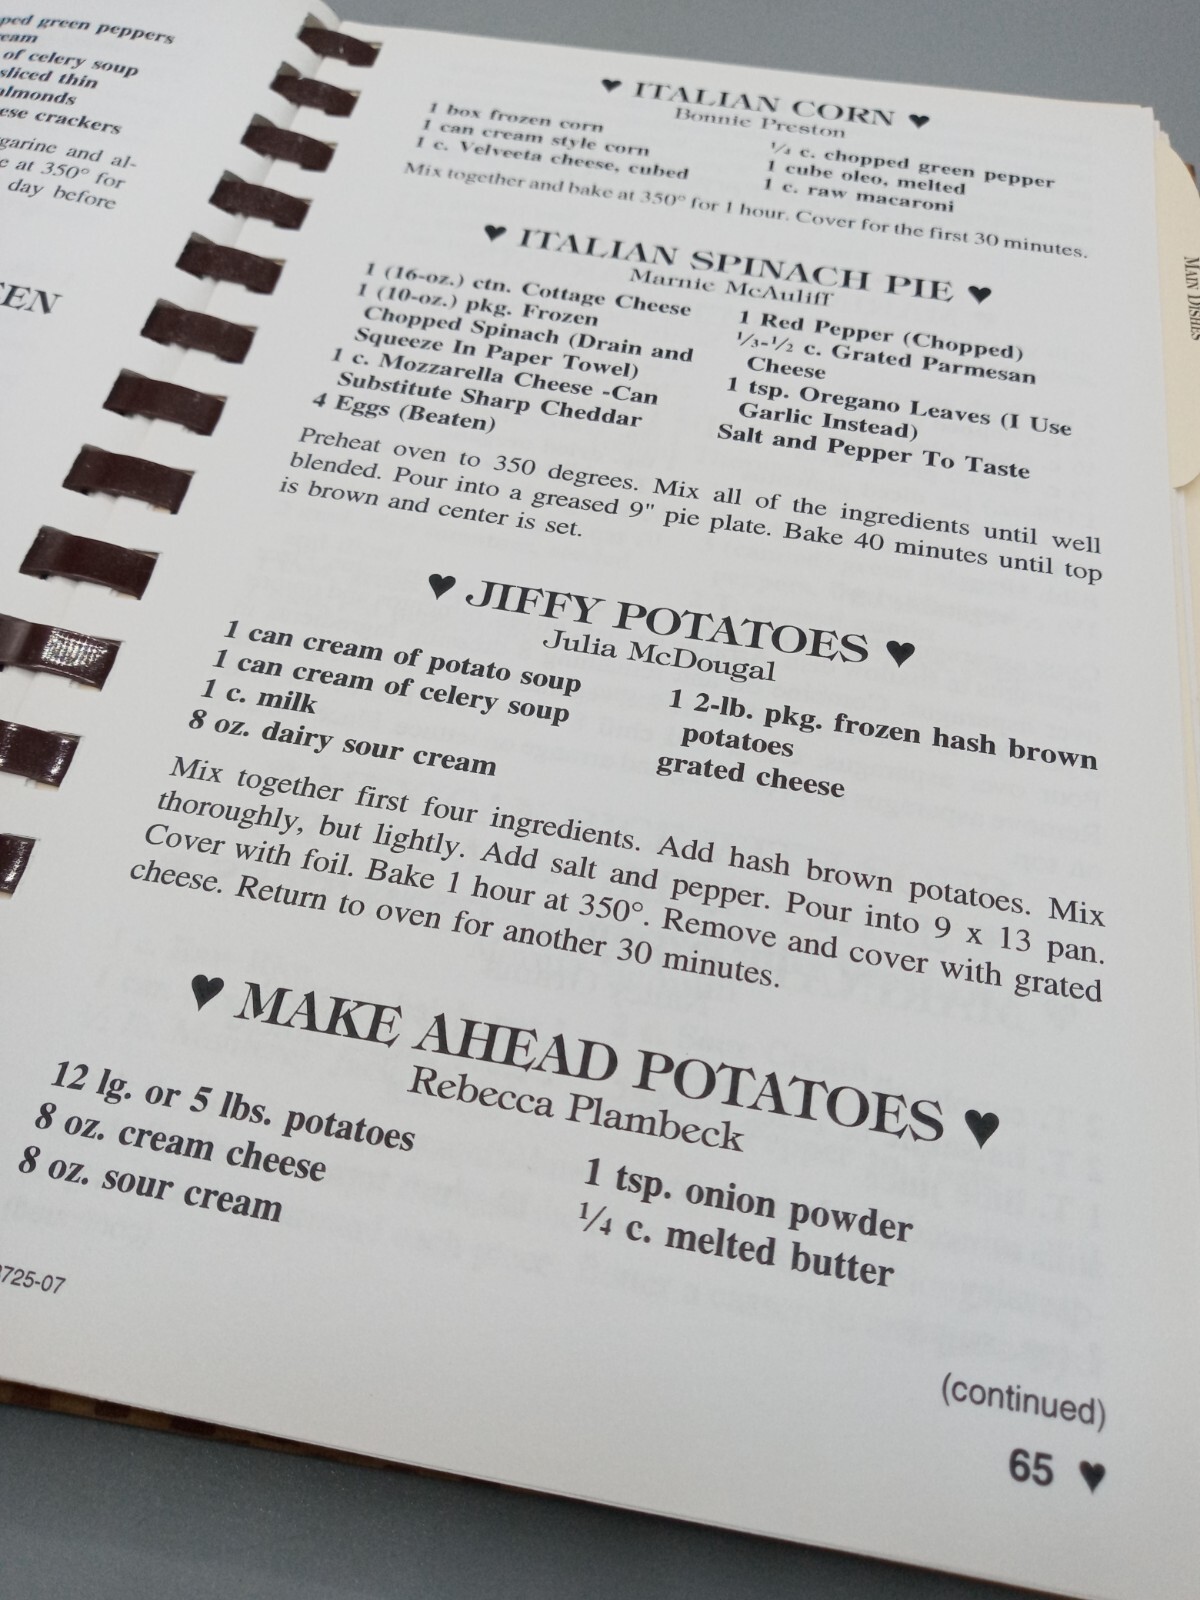 ped green peppers
eam
of celery soup
sliced thin
almonds
ese crackers
garine and al-
e at 350° for
day before
EEN
♥ ITALIAN CORN ♥
Bonnie Preston
1 box frozen corn
1 can cream style corn
1 c. Velveeta cheese, cubed
¼ c. chopped green pepper
1 cube oleo, melted
1 c. raw macaroni
Mix together and bake at 350° for 1 hour. Cover for the first 30 minutes.
♥ ITALIAN SPINACH PIE ♥
Marnie McAuliff
1 (16-oz.) ctn. Cottage Cheese
1 (10-oz.) pkg. Frozen
Chopped Spinach (Drain and
Squeeze In Paper Towel)
1 c. Mozzarella Cheese -Can
Substitute Sharp Cheddar
4 Eggs (Beaten)
1 Red Pepper (Chopped)
⅓-½ c. Grated Parmesan
Cheese
1 tsp. Oregano Leaves (I Use
Garlic Instead)
Salt and Pepper To Taste
Preheat oven to 350 degrees. Mix all of the ingredients until well
blended. Pour into a greased 9" pie plate. Bake 40 minutes until top
is brown and center is set.
♥ JIFFY POTATOES ♥
Julia McDougal
1 can cream of potato soup
1 can cream of celery soup
1 c. milk
8 oz. dairy sour cream
1 2-lb. pkg. frozen hash brown
potatoes
grated cheese
Mix together first four ingredients. Add hash brown potatoes. Mix
thoroughly, but lightly. Add salt and pepper. Pour into 9 x 13 pan.
Cover with foil. Bake 1 hour at 350°. Remove and cover with grated
cheese. Return to oven for another 30 minutes.
♥ MAKE AHEAD POTATOES ♥
Rebecca Plambeck
12 lg. or 5 lbs. potatoes
8 oz. cream cheese
8 oz. sour cream
1 tsp. onion powder
¼ c. melted butter
725-07
(continued)
65 ♥
MAIN DISHES